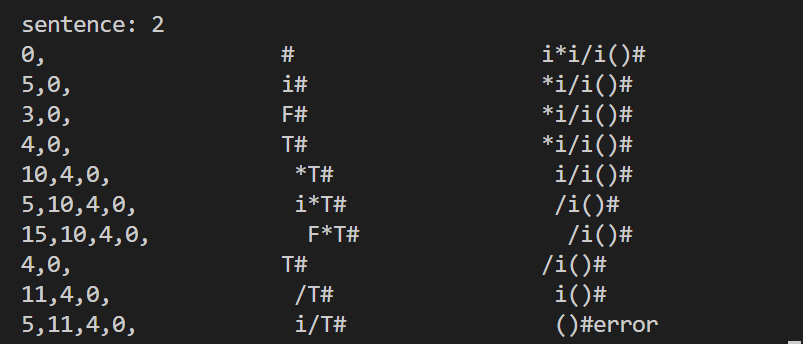 sentence: 2
0, # i*i/i()#
5,0, i# *i/i()#
3,0, F# *i/i()#
4,0, T# *i/i()#
10,4,0, *T# i/i()#
5,10,4,0, i*T# /i()#
15,10,4,0, F*T# /i()#
4,0, T# /i()#
11,4,0, /T# i()#
5,11,4,0, i/T# ()#error